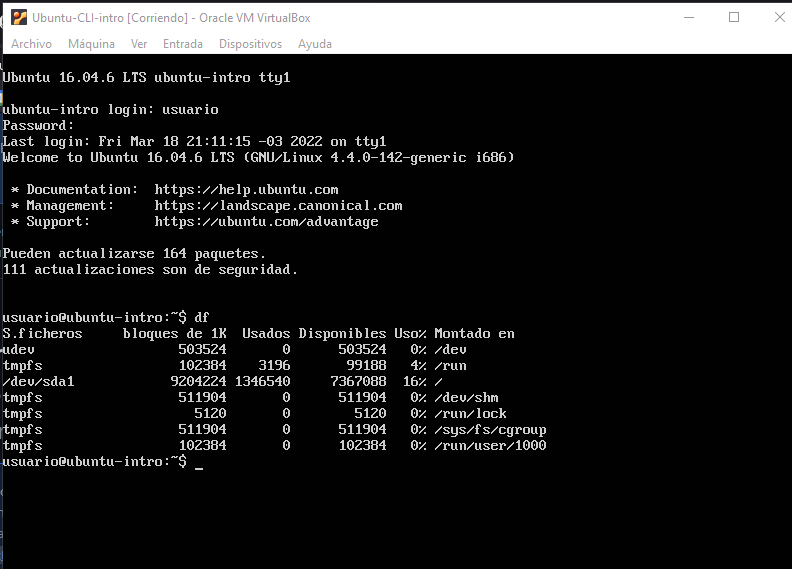 Ubuntu-CLI-intro [Corriendo] - Oracle VM VirtualBox
Archivo Máquina Ver Entrada Dispositivos Ayuda
Ubuntu 16.04.6 LTS ubuntu-intro tty1
ubuntu-intro login: usuario
Password:
Last login: Fri Mar 18 21:11:15 -03 2022 on tty1
Welcome to Ubuntu 16.04.6 LTS (GNU/Linux 4.4.0-142-generic i686)
* Documentation: https://help.ubuntu.com
* Management: https://landscape.canonical.com
* Support: https://ubuntu.com/advantage
Pueden actualizarse 164 paquetes.
111 actualizaciones son de seguridad.
usuario@ubuntu-intro:~$ df
S.ficheros bloques de 1K Usados Disponibles Uso% Montado en
udev 503524 0 503524 0% /dev
tmpfs 102384 3196 99188 4% /run
/dev/sda1 9204224 1346540 7367088 16% /
tmpfs 511904 0 511904 0% /dev/shm
tmpfs 5120 0 5120 0% /run/lock
tmpfs 511904 0 511904 0% /sys/fs/cgroup
tmpfs 102384 0 102384 0% /run/user/1000
usuario@ubuntu-intro:~$ _